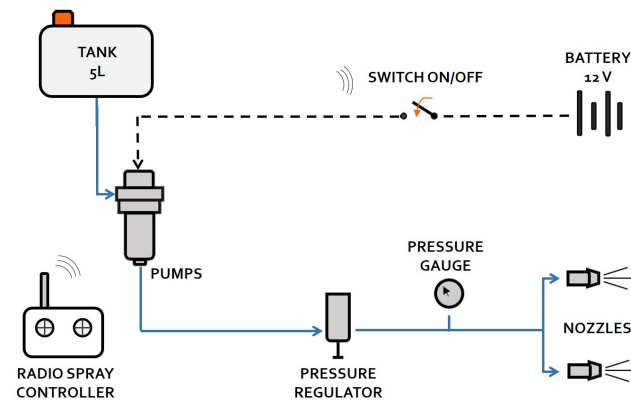 TANK
5L
SWITCH ON/OFF
BATTERY
12 V
PUMPS
PRESSURE
GAUGE
NOZZLES
RADIO SPRAY
CONTROLLER
PRESSURE
REGULATOR